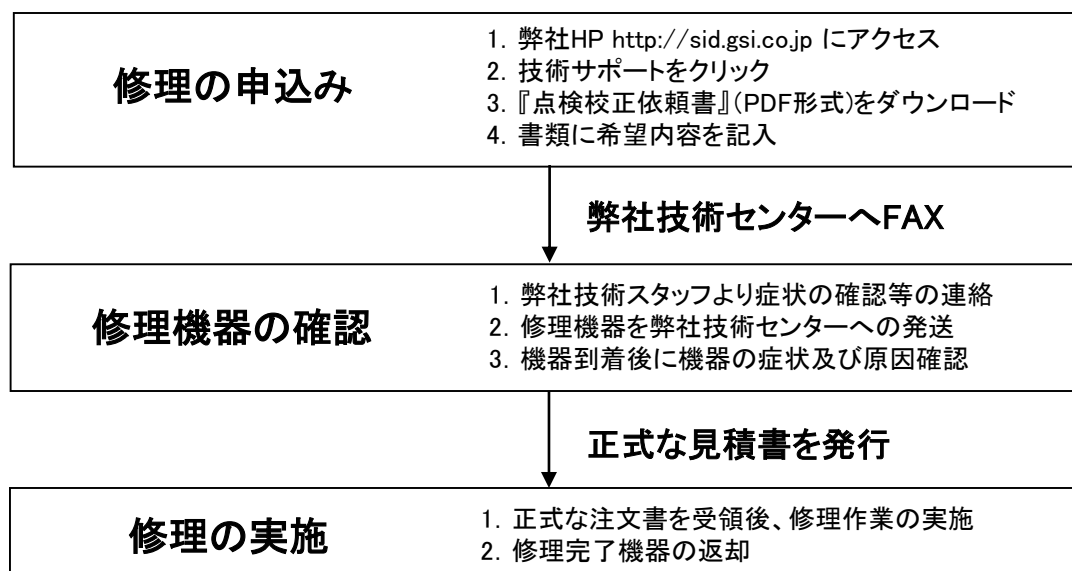 修理の申込み
1. 弊社HP http://sid.gsi.co.jp にアクセス
2. 技術サポートをクリック
3. 『点検校正依頼書』(PDF形式)をダウンロード
4. 書類に希望内容を記入
弊社技術センターへFAX
修理機器の確認
1. 弊社技術スタッフより症状の確認等の連絡
2. 修理機器を弊社技術センターへの発送
3. 機器到着後に機器の症状及び原因確認
正式な見積書を発行
修理の実施
1. 正式な注文書を受領後、修理作業の実施
2. 修理完了機器の返却